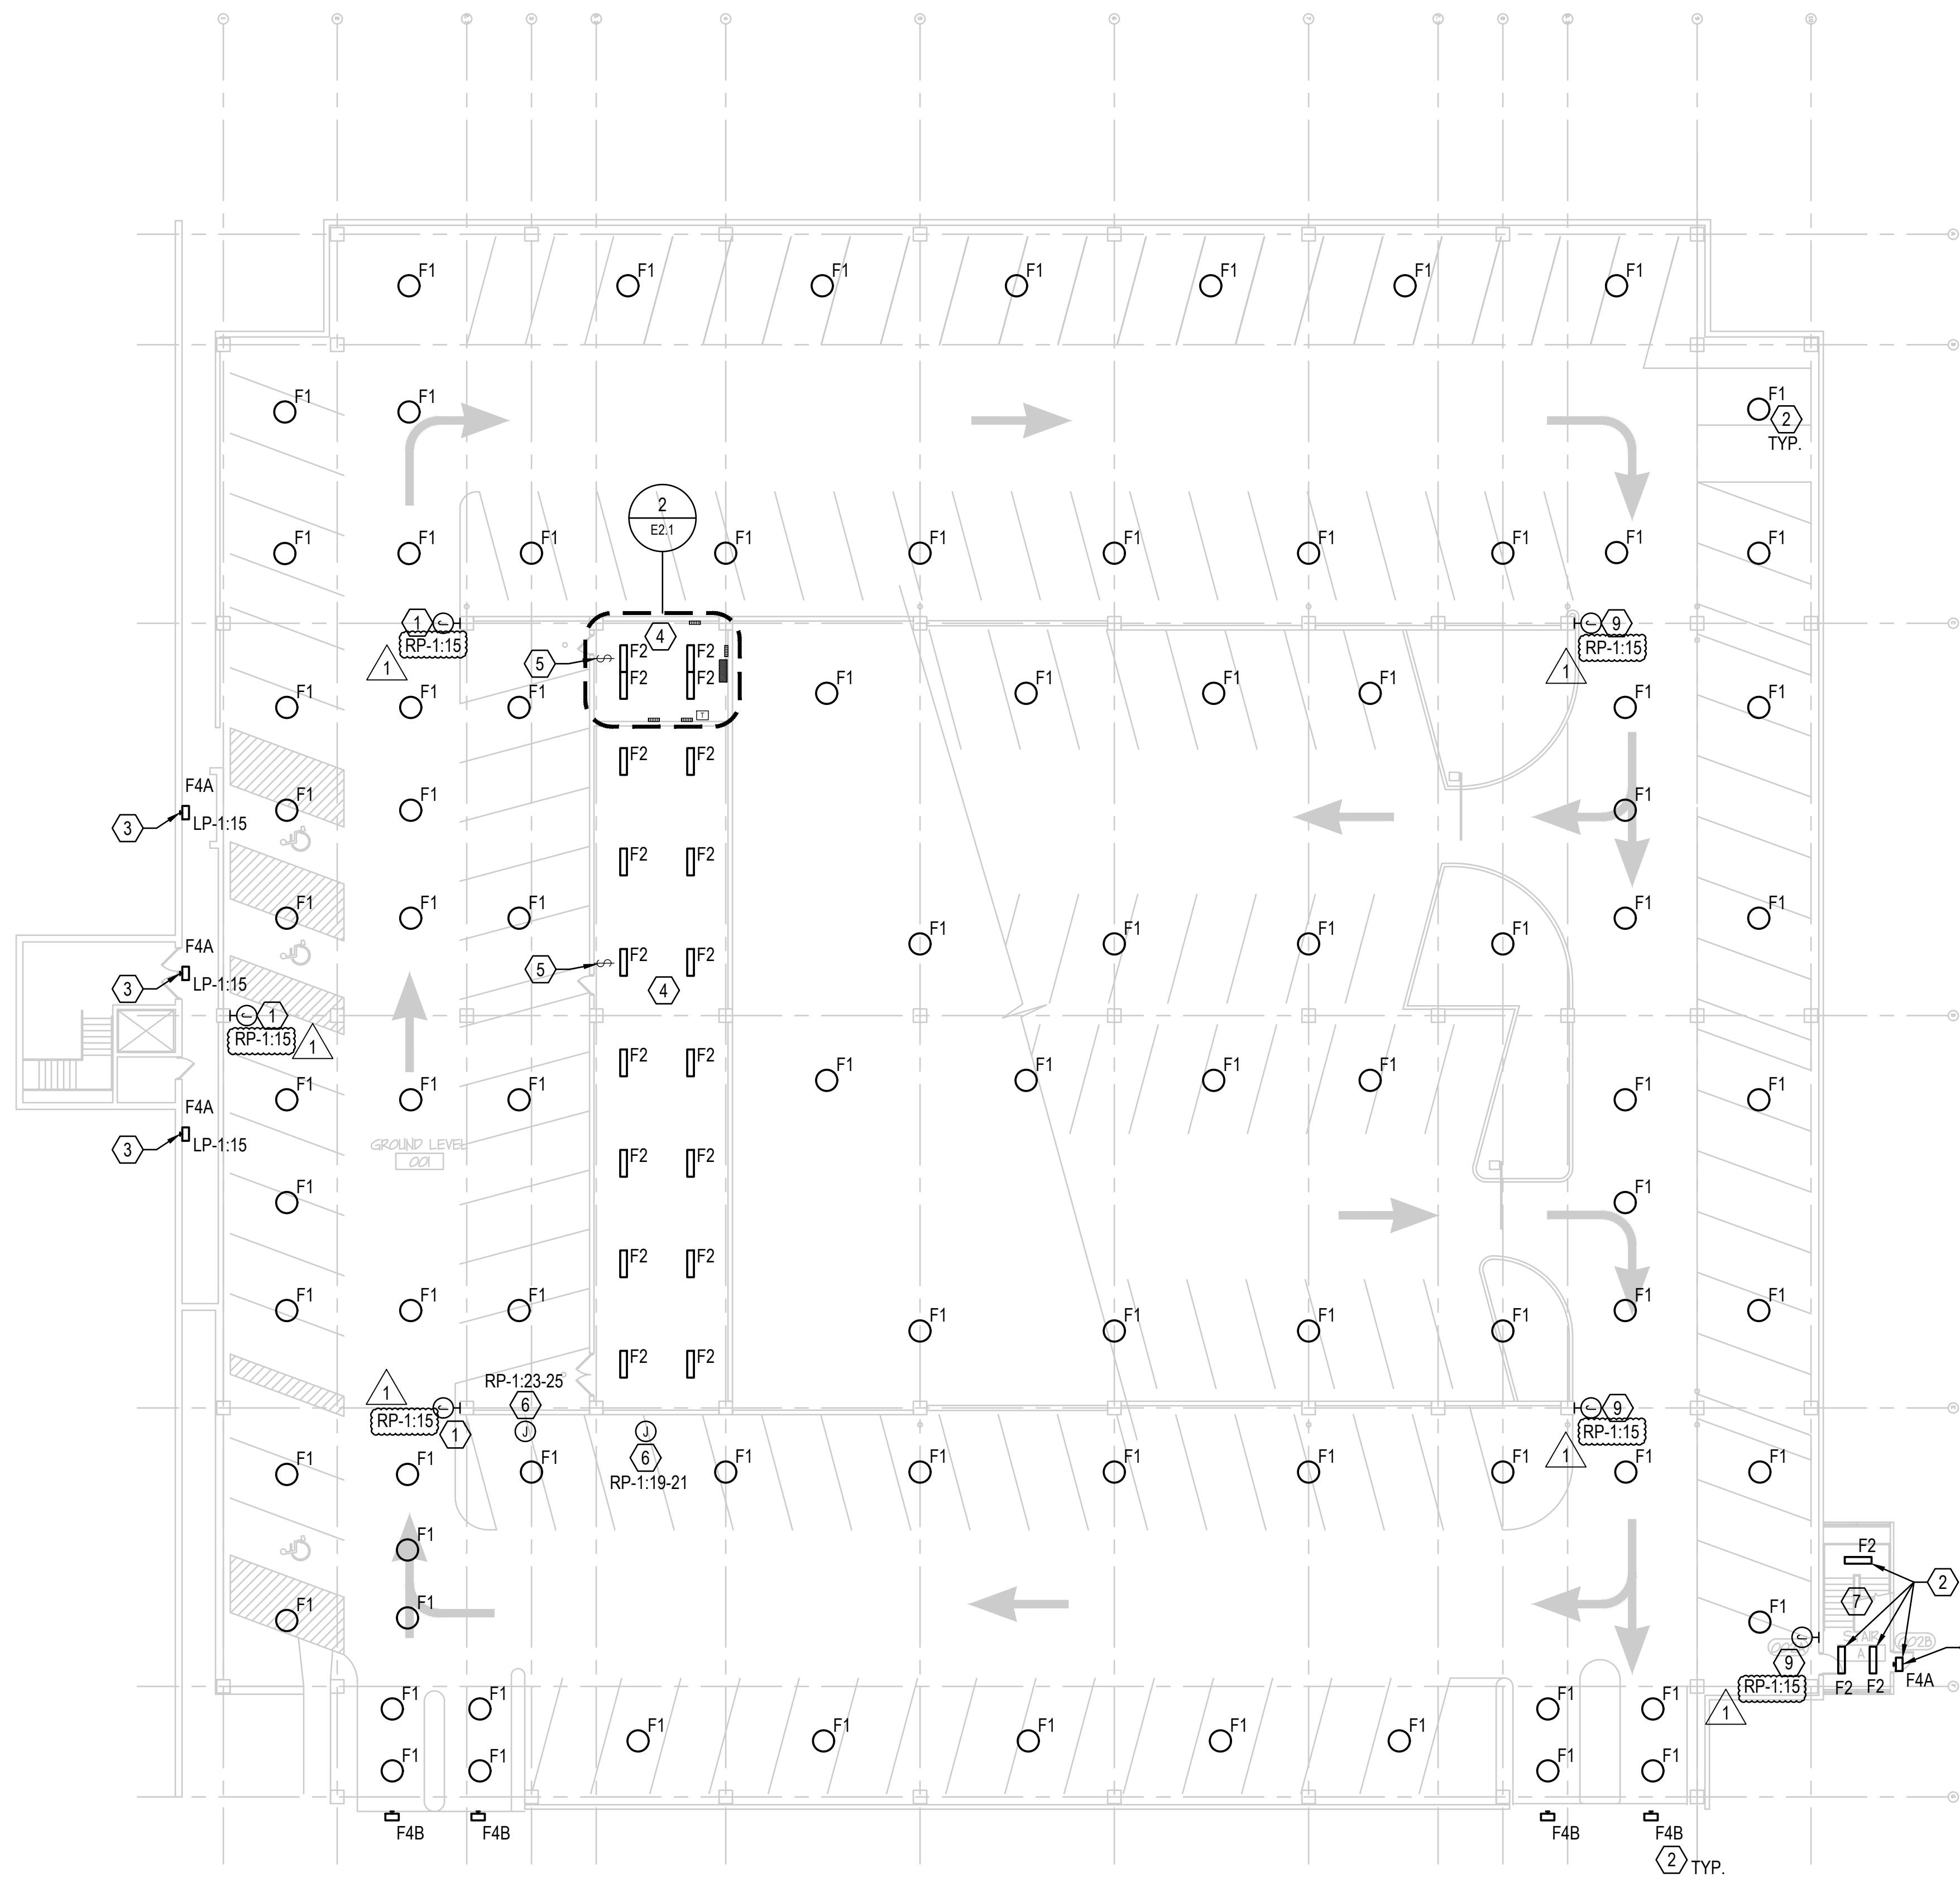 F1 F1 F1 F1 F1 F1 F1
F1 F1 F1
2
TYP.
2
E2.1
F1 F1 F1 F1 F1 F1 F1 F1 F1 F1
1 J J 9
RP-1:15 4 RP-1:15
1 5 F2 F2 1
F2 F2
F1 F1 F1 F1
F1 F1 F1 T F1 F1
F2 F2
F4A
F1 F1 F1
3 LP-1:15
F2 F2
F1 F1 F1 F1 F1
F4A F1 F1 F1 F1
5 F2 F2
3 LP-1:15 4
J 1
RP-1:15 1
F2 F2 F1 F1 F1 F1
F1 F1 F1 F1 F1
F4A
3 LP-1:15
GROUND LEVEL
001
F2 F2
F1 F1
F2 F2
F1 F1 F1 F1 F1
F1 F1 F1 F1
F2 F2
1 RP-1:23-25
RP-1:15 J 6 J 9
1 J J RP-1:15
6 1
RP-1:19-21
F1 F1 F1 F1 F1 F1 F1 F1 F1 F1
F1
F2
2
7
F1 F1 F1
J STAIR 002B
A
9
RP-1:15 F2 F2 F4A
1
F1 F1 F1 F1
F1 F1 F1 F1 F1
F1 F1 F1 F1
F4B F4B F4B F4B
2 TYP.